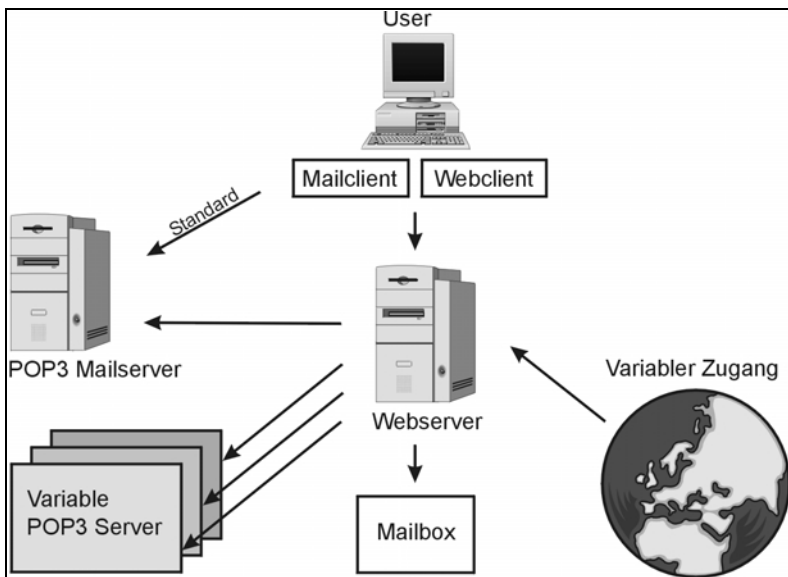 User
Mailclient
Webclient
Standard
POP3 Mailserver
Variabler Zugang
Webserver
Variable
POP3 Server
Mailbox